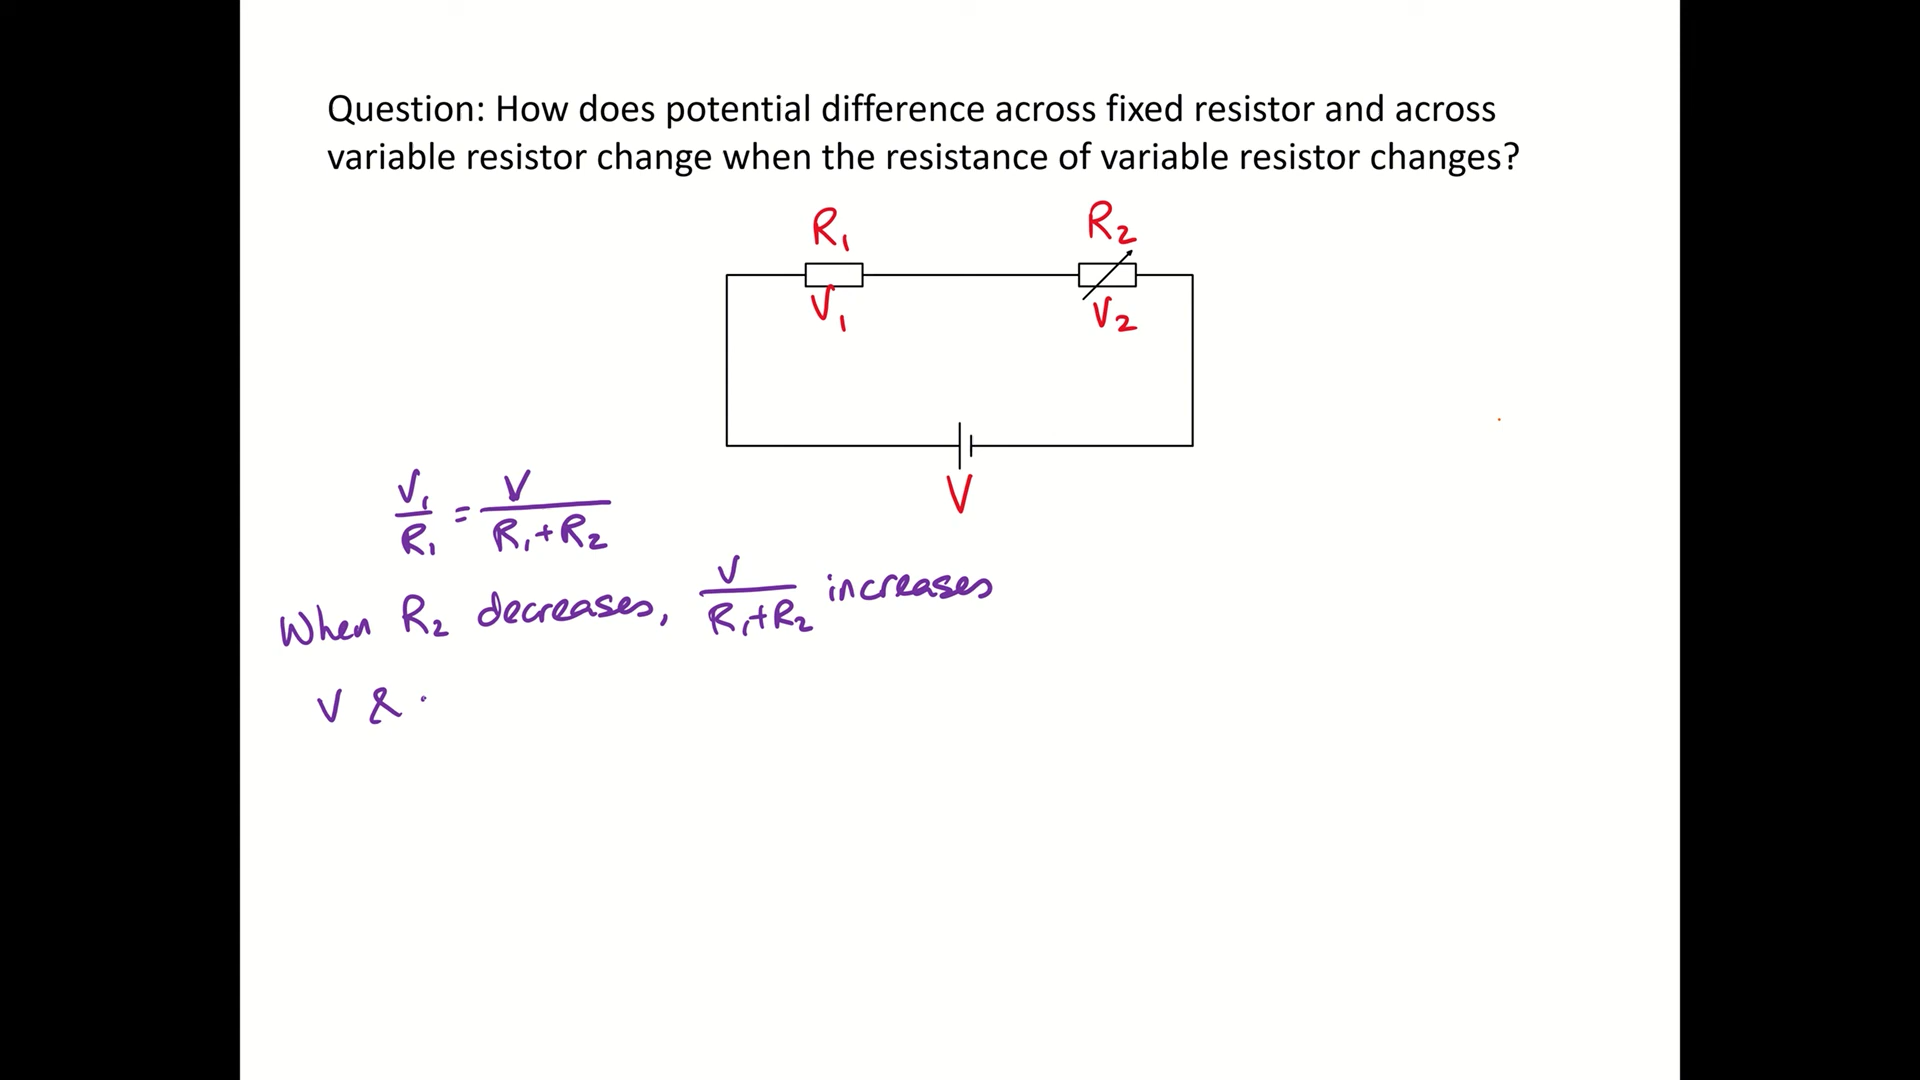 Question: How does potential difference across fixed resistor and across
variable resistor change when the resistance of variable resistor changes?
R₁
R₂
V₁
V₂
V
V₁/R₁ = V/(R₁+R₂)
When R₂ decreases, V/(R₁+R₂) increases
V &